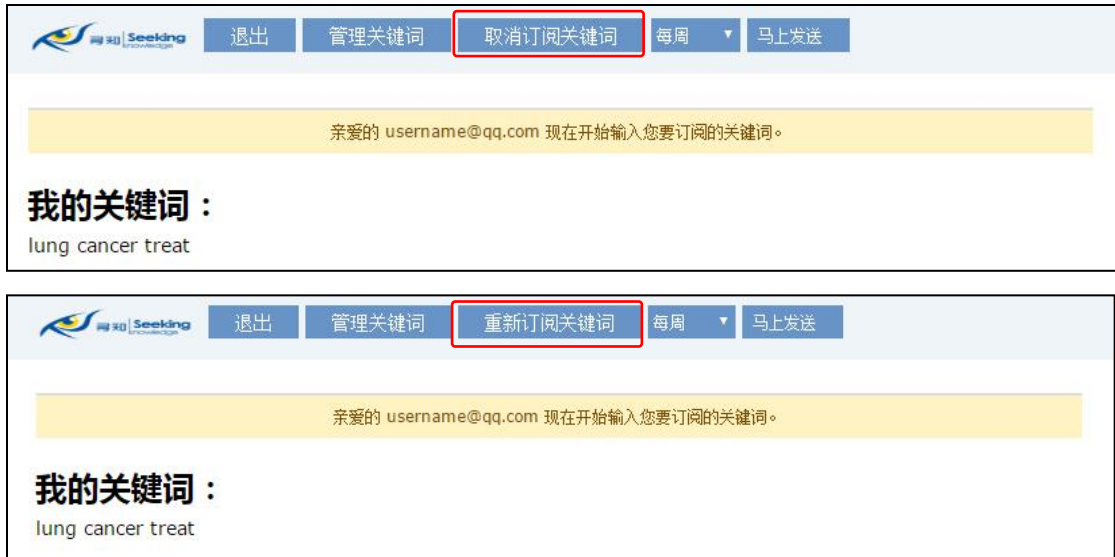 寻知 Seeking knowledge 退出 管理关键词 取消订阅关键词 每周 马上发送
亲爱的 username@qq.com 现在开始输入您要订阅的关键词。
我的关键词：
lung cancer treat
寻知 Seeking knowledge 退出 管理关键词 重新订阅关键词 每周 马上发送
亲爱的 username@qq.com 现在开始输入您要订阅的关键词。
我的关键词：
lung cancer treat